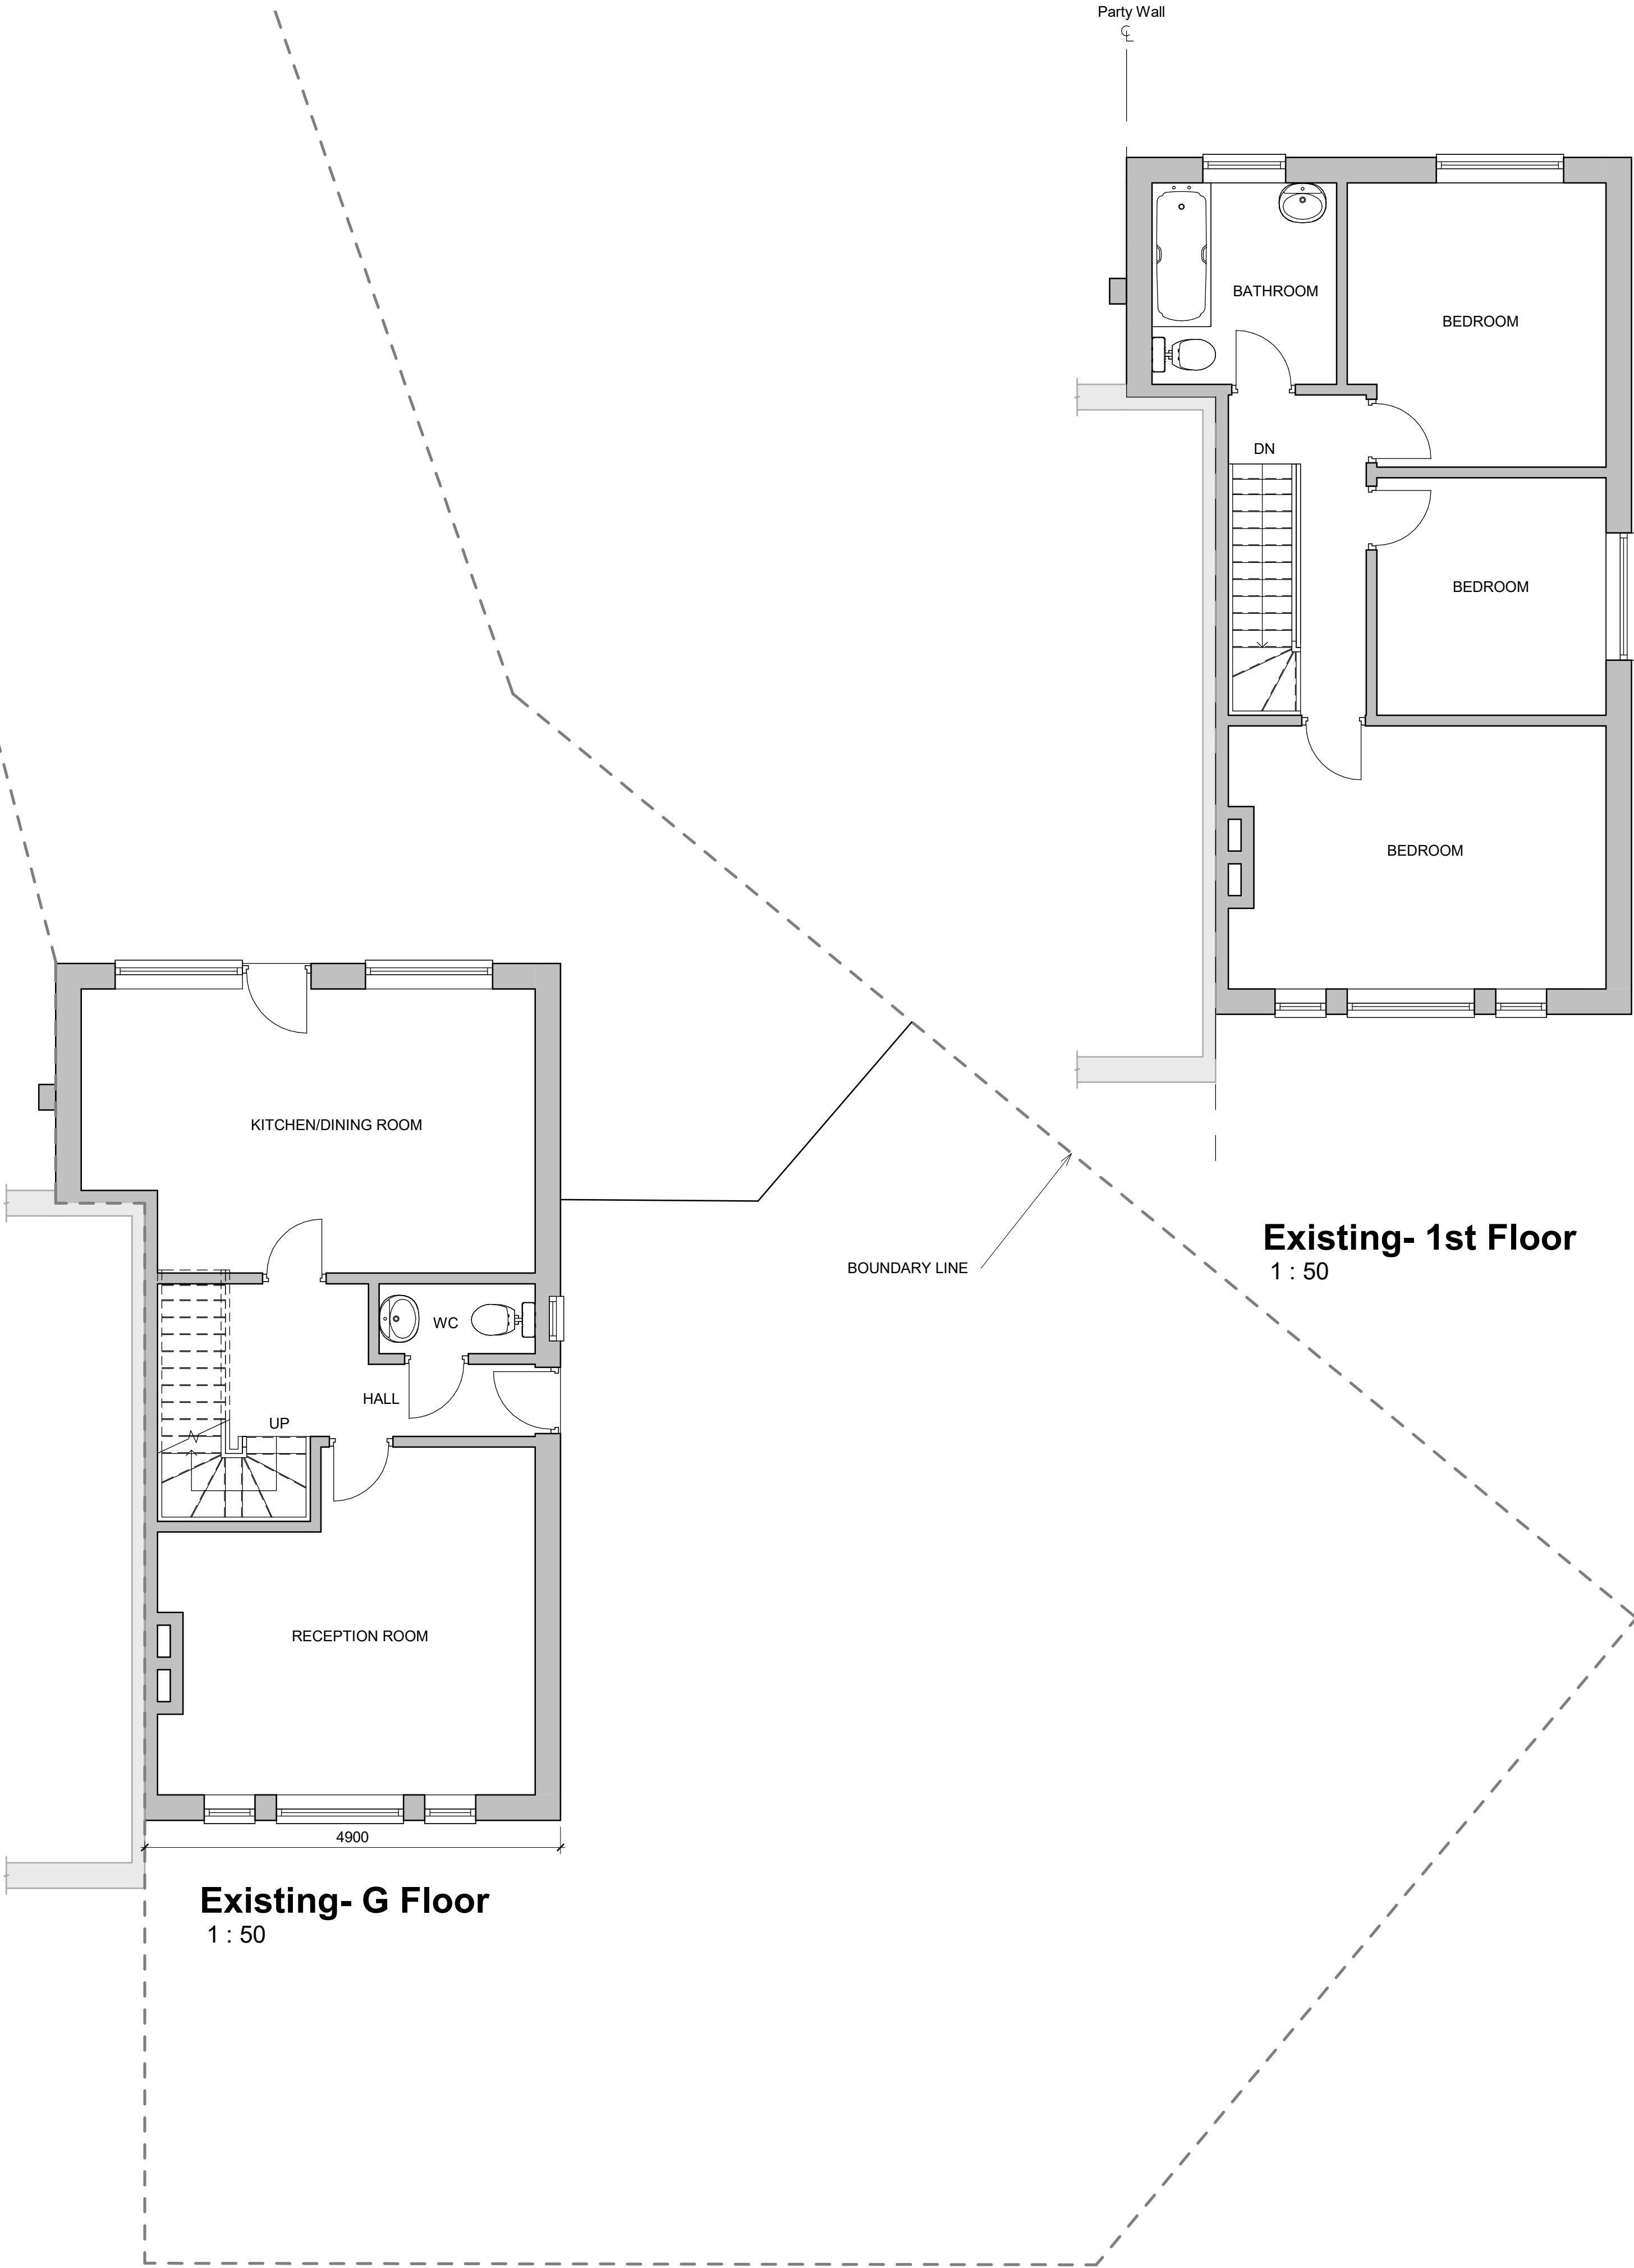 Party Wall
℄
BATHROOM
BEDROOM
DN
BEDROOM
BEDROOM
KITCHEN/DINING ROOM
Existing- 1st Floor
1 : 50
BOUNDARY LINE
WC
HALL
UP
RECEPTION ROOM
4900
Existing- G Floor
1 : 50